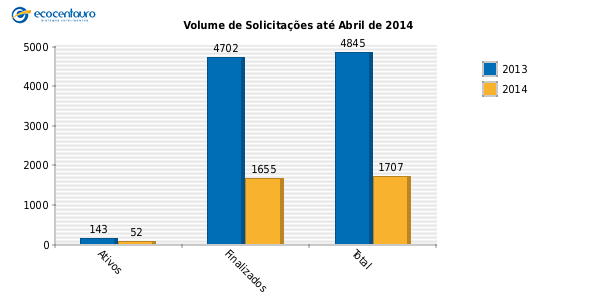 ecocentauro
Volume de Solicitações até Abril de 2014
5000
4000
3000
2000
1000
0
143
52
4702
1655
4845
1707
Ativos
Finalizados
Total
2013
2014